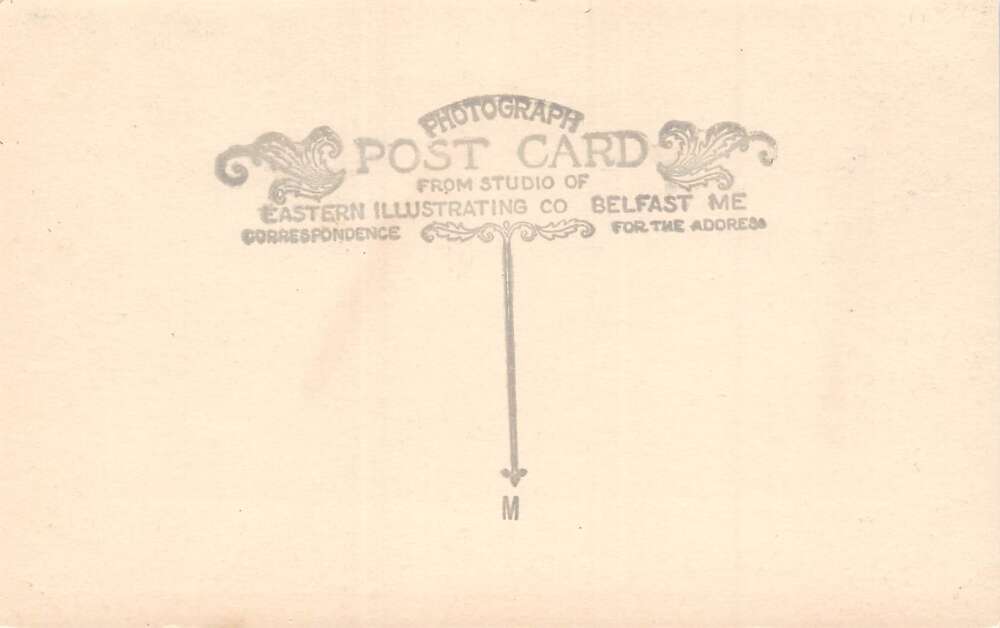 PHOTOGRAPH
POST CARD
FROM STUDIO OF
EASTERN ILLUSTRATING CO BELFAST ME
CORRESPONDENCE FOR THE ADDRESS
M